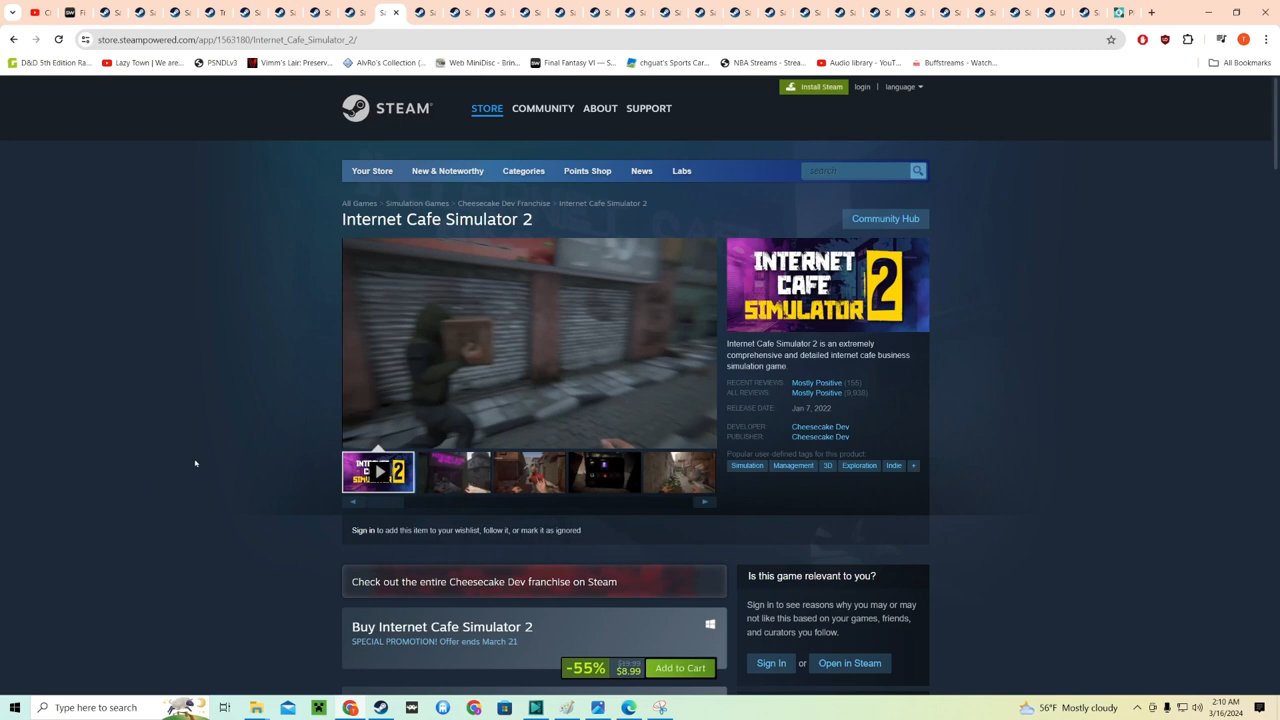 store.steampowered.com/app/1563180/Internet_Cafe_Simulator_2/
D&D 5th Edition Ra...
Lazy Town | We are...
PSNDLv3
Vimm's Lair: Preserv...
AlvRo's Collection (...
Web MiniDisc - Brin...
Final Fantasy VI — S...
chguat's Sports Car...
NBA Streams - Strea...
Audio library - YouT...
Buffstreams - Watch...
All Bookmarks
Install Steam
login | language
STEAM
STORE COMMUNITY ABOUT SUPPORT
Your Store New & Noteworthy Categories Points Shop News Labs
search
All Games > Simulation Games > Cheesecake Dev Franchise > Internet Cafe Simulator 2
Internet Cafe Simulator 2
Community Hub
INTERNET
CAFE
SIMULATOR 2
Internet Cafe Simulator 2 is an extremely
comprehensive and detailed internet cafe business
simulation game.
RECENT REVIEWS: Mostly Positive (155)
ALL REVIEWS: Mostly Positive (9,938)
RELEASE DATE: Jan 7, 2022
DEVELOPER: Cheesecake Dev
PUBLISHER: Cheesecake Dev
Popular user-defined tags for this product:
Simulation Management 3D Exploration Indie +
Sign in to add this item to your wishlist, follow it, or mark it as ignored
Check out the entire Cheesecake Dev franchise on Steam
Is this game relevant to you?
Sign in to see reasons why you may or may
not like this based on your games, friends,
and curators you follow.
Sign In or Open in Steam
Buy Internet Cafe Simulator 2
SPECIAL PROMOTION! Offer ends March 21
-55% $19.99 $8.99 Add to Cart
Type here to search
56°F Mostly cloudy
2:10 AM
3/16/2024